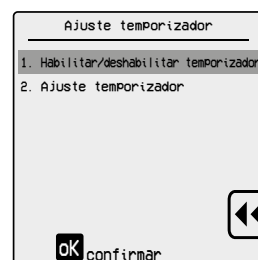 Ajuste temporizador
1. Habilitar/deshabilitar temporizador
2. Ajuste temporizador
oK confirmar